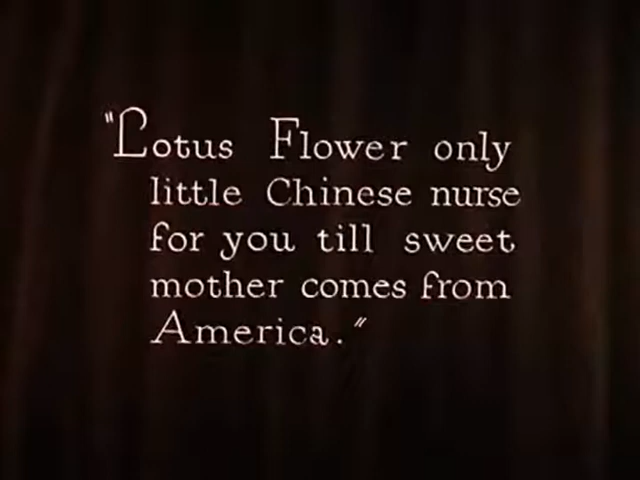 "Lotus Flower only
little Chinese nurse
for you till sweet
mother comes from
America."